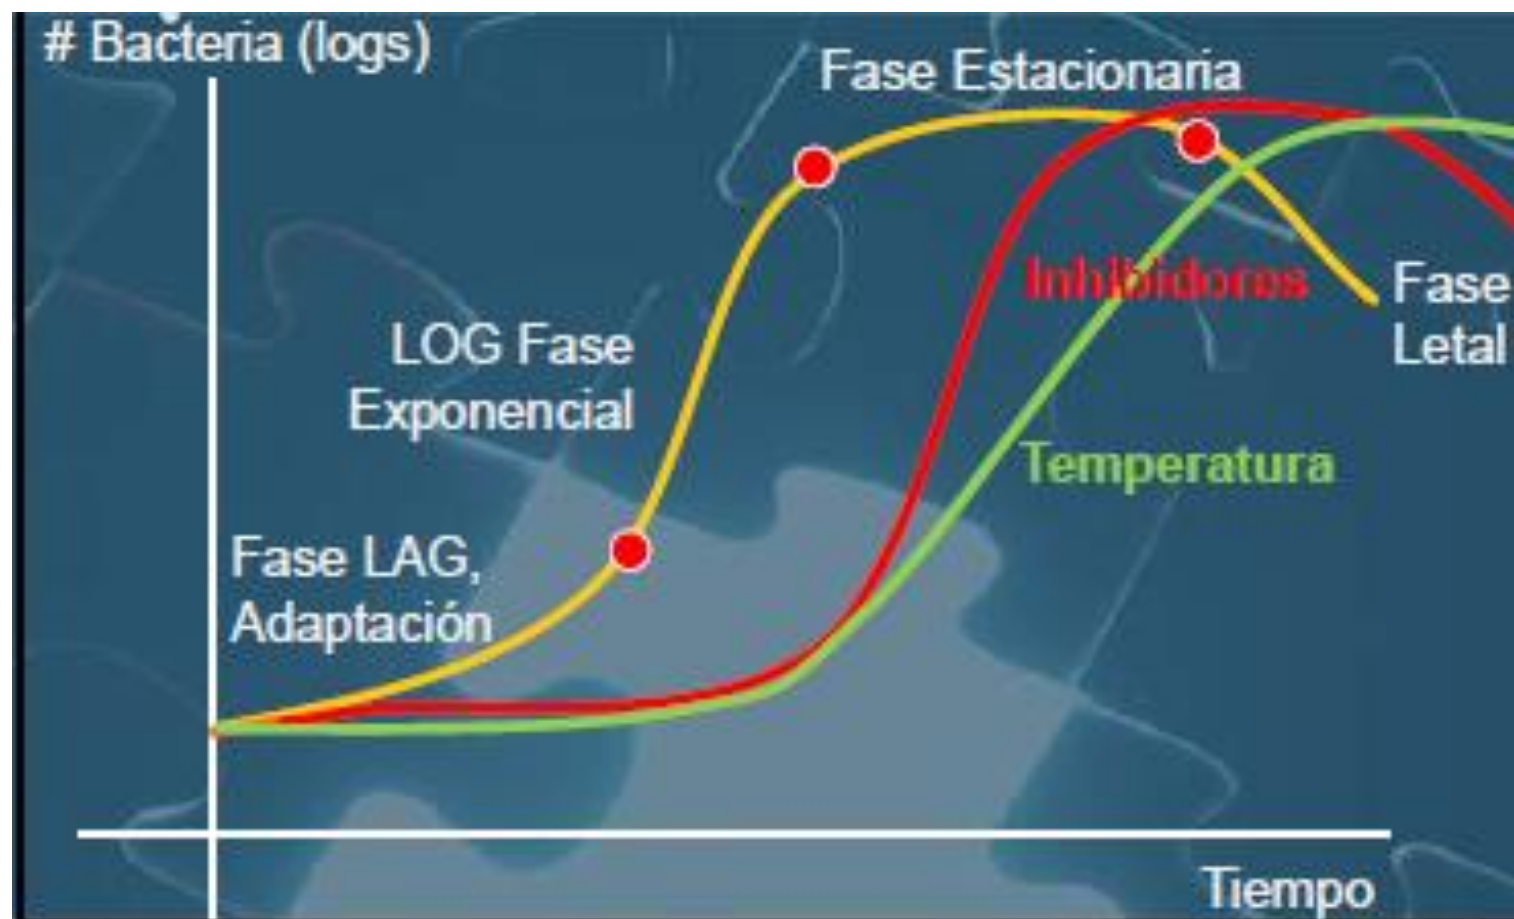 # Bacteria (logs)
Fase Estacionaria
Inhibidores
Fase
Letal
LOG Fase
Exponencial
Temperatura
Fase LAG,
Adaptación
Tiempo